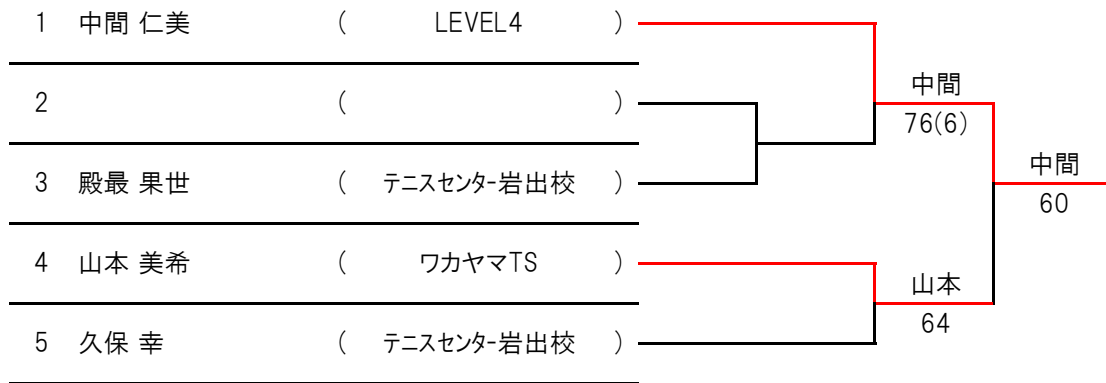 1 中間 仁美 ( LEVEL4 )
中間
2 ( )
76(6)
中間
3 殿最 果世 ( テニスセンター岩出校 )
60
4 山本 美希 ( ワカヤマTS )
山本
64
5 久保 幸 ( テニスセンター岩出校 )